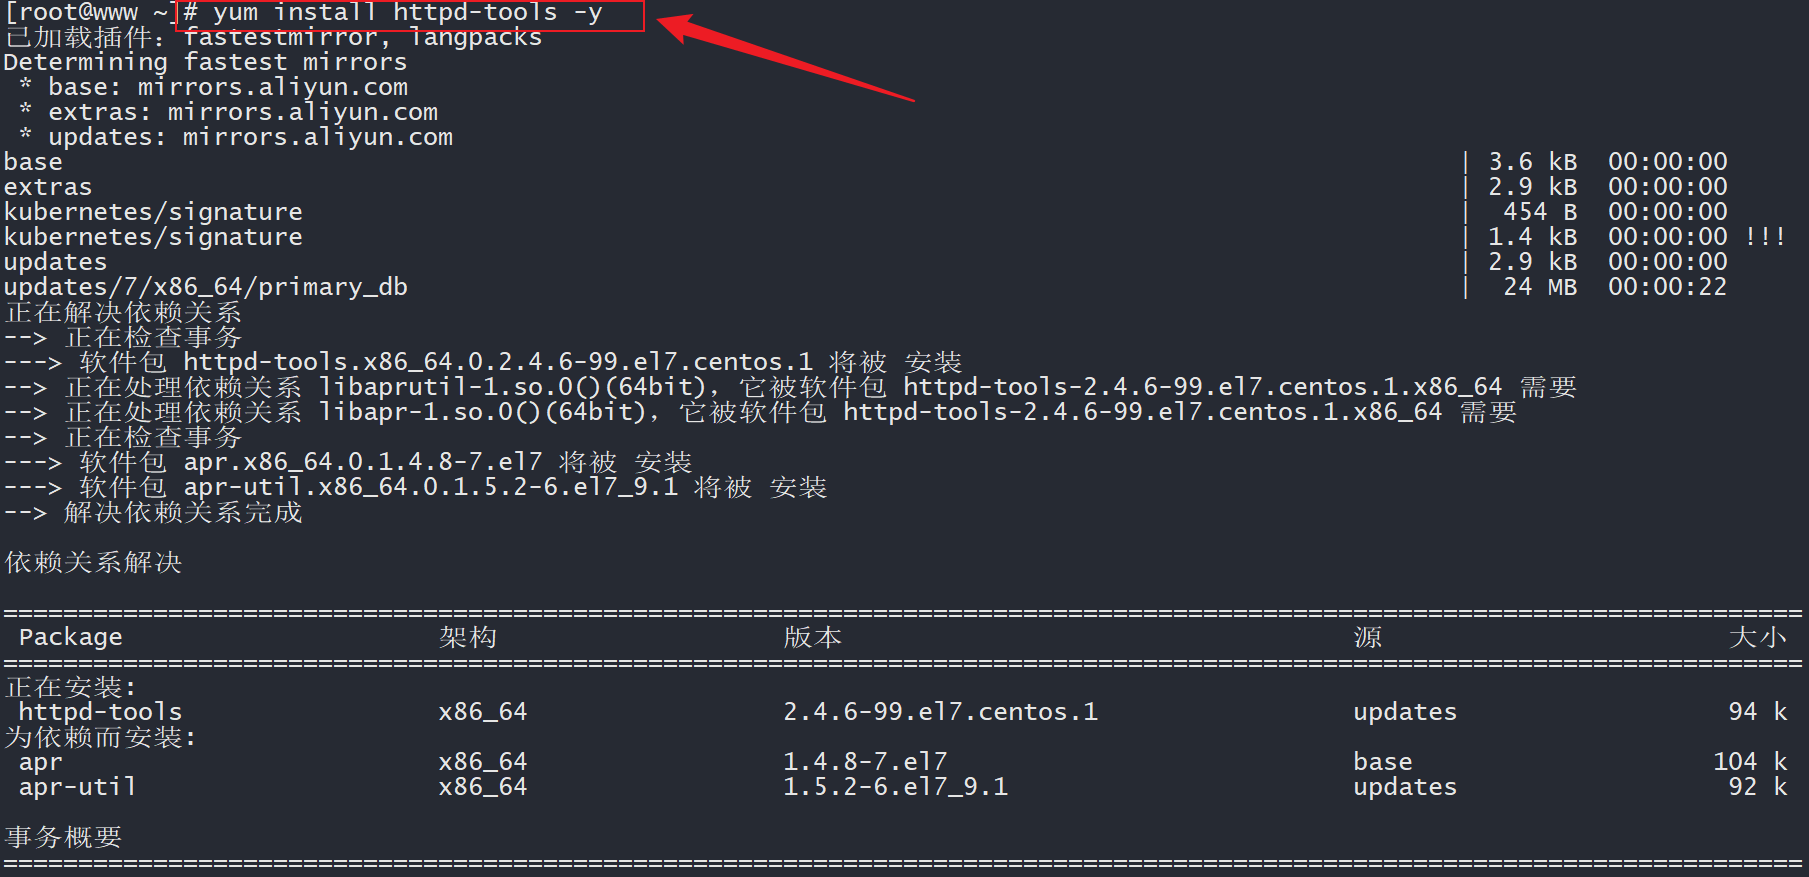 [root@www ~]# yum install httpd-tools -y
已加载插件：fastestmirror, langpacks
Determining fastest mirrors
 * base: mirrors.aliyun.com
 * extras: mirrors.aliyun.com
 * updates: mirrors.aliyun.com
base | 3.6 kB 00:00:00
extras | 2.9 kB 00:00:00
kubernetes/signature | 454 B 00:00:00
kubernetes/signature | 1.4 kB 00:00:00 !!!
updates | 2.9 kB 00:00:00
updates/7/x86_64/primary_db | 24 MB 00:00:22
正在解决依赖关系
--> 正在检查事务
---> 软件包 httpd-tools.x86_64.0.2.4.6-99.el7.centos.1 将被 安装
--> 正在处理依赖关系 libaprutil-1.so.0()(64bit)，它被软件包 httpd-tools-2.4.6-99.el7.centos.1.x86_64 需要
--> 正在处理依赖关系 libapr-1.so.0()(64bit)，它被软件包 httpd-tools-2.4.6-99.el7.centos.1.x86_64 需要
--> 正在检查事务
---> 软件包 apr.x86_64.0.1.4.8-7.el7 将被 安装
---> 软件包 apr-util.x86_64.0.1.5.2-6.el7_9.1 将被 安装
--> 解决依赖关系完成
依赖关系解决
========================================================================================================================
Package 架构 版本 源 大小
========================================================================================================================
正在安装:
httpd-tools x86_64 2.4.6-99.el7.centos.1 updates 94 k
为依赖而安装:
apr x86_64 1.4.8-7.el7 base 104 k
apr-util x86_64 1.5.2-6.el7_9.1 updates 92 k
事务概要
========================================================================================================================